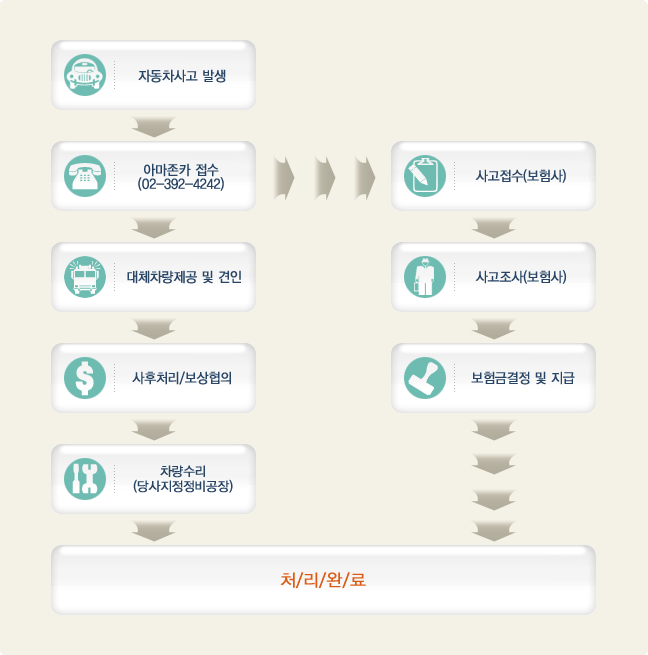 자동차사고 발생
아마존카 접수
(02-392-4242)
사고접수(보험사)
대체차량제공 및 견인
사고조사(보험사)
사후처리/보상협의
보험금결정 및 지급
차량수리
(당사지정정비공장)
처/리/완/료